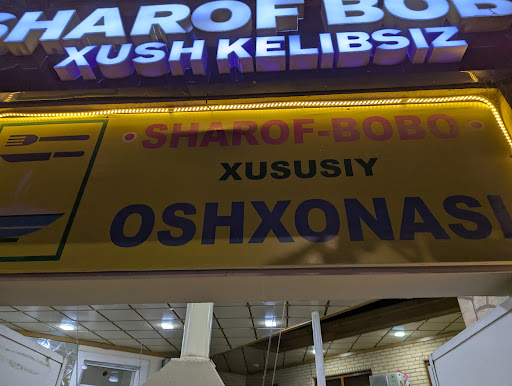 SHAROF BOBO
XUSH KELIBSIZ
SHAROF-BOBO
XUSUSIY
OSHXONASI